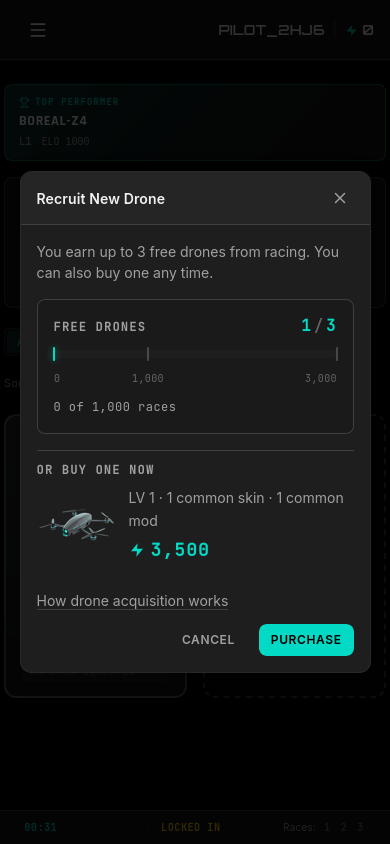 ☰ PILOT_2HJ6 0
TOP PERFORMER
BOREAL-Z4
L1 ELO 1000
Recruit New Drone
You earn up to 3 free drones from racing. You
can also buy one any time.
FREE DRONES 1/3
0 1,000 3,000
0 of 1,000 races
OR BUY ONE NOW
LV 1 · 1 common skin · 1 common
mod
3,500
How drone acquisition works
CANCEL PURCHASE
00:31 LOCKED IN Races: 1 2 3